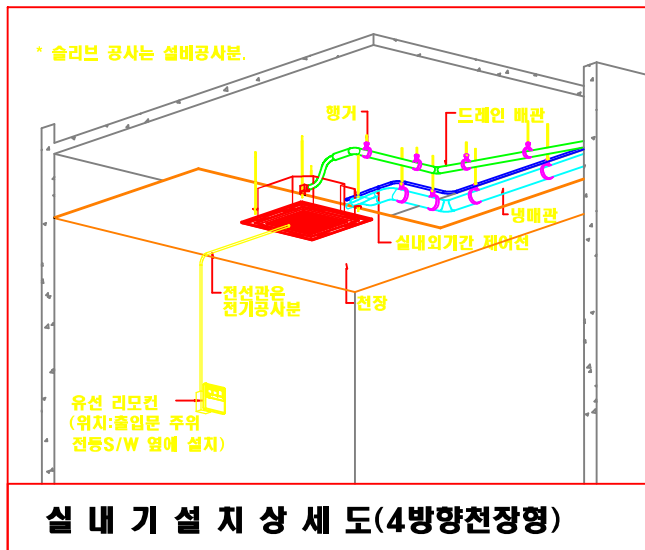 * 슬리브 공사는 설비공사분.
행거
드레인 배관
냉매관
실내외기간 제어선
전선관은
전기공사분
천장
유선 리모컨
(위치:출입문 주위
전등S/W 옆에 설치)
실 내 기 설 치 상 세 도(4방향천장형)